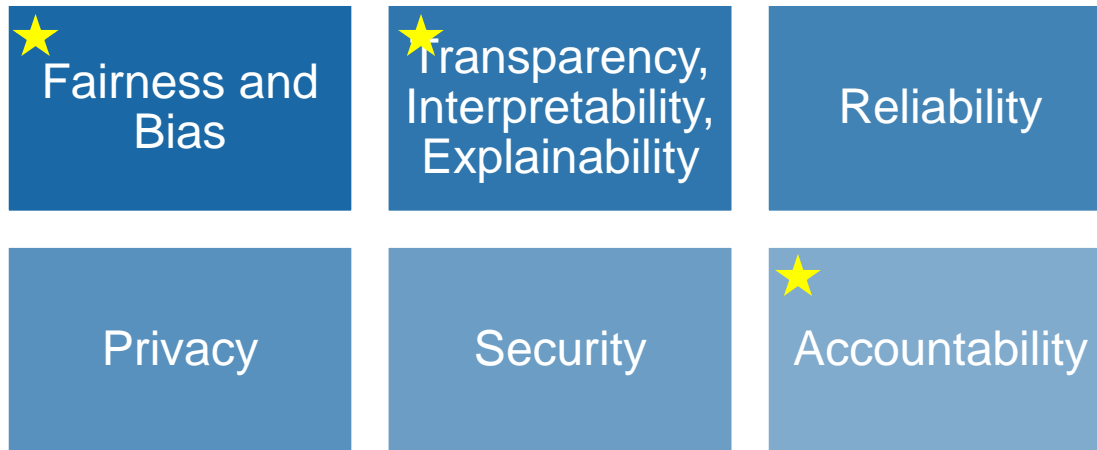 Fairness and
Bias
Transparency,
Interpretability,
Explainability
Reliability
Privacy
Security
Accountability